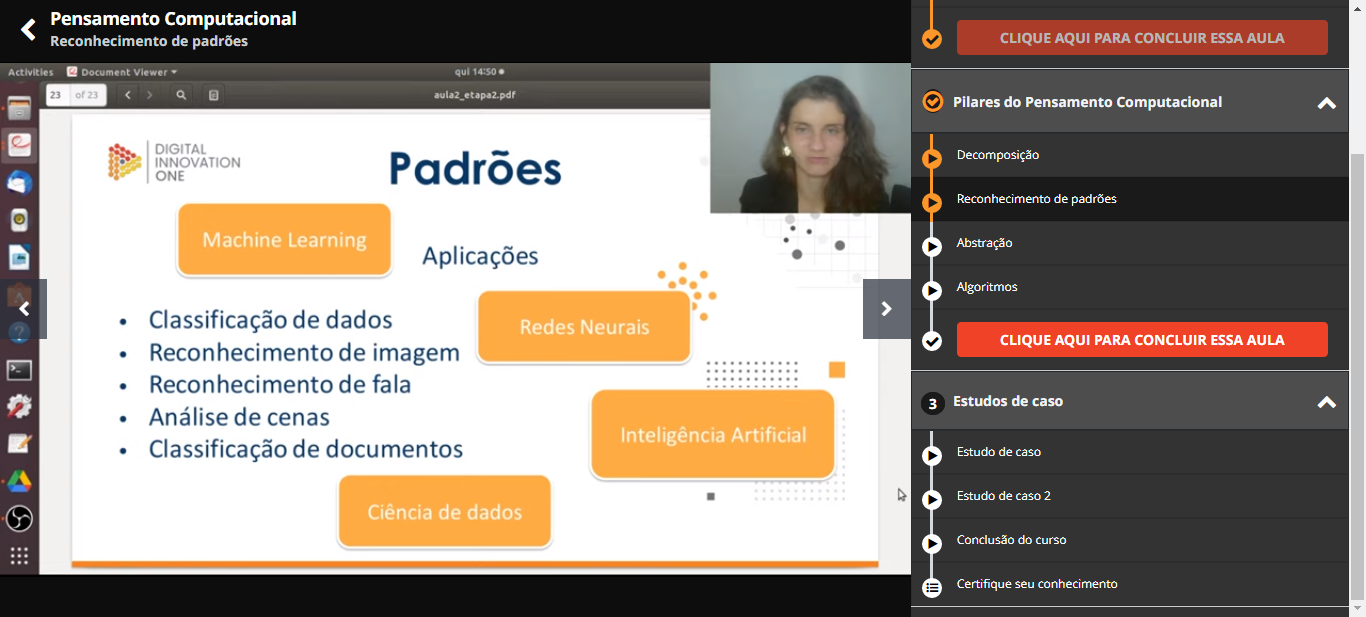 Pensamento Computacional
Reconhecimento de padrões
Activities Document Viewer qui 14:50
23 of 23 aula2_etapa2.pdf
DIGITAL
INNOVATION
ONE
Padrões
Machine Learning
Aplicações
Redes Neurais
• Classificação de dados
• Reconhecimento de imagem
• Reconhecimento de fala
• Análise de cenas
• Classificação de documentos
Inteligência Artificial
Ciência de dados
CLIQUE AQUI PARA CONCLUIR ESSA AULA
Pilares do Pensamento Computacional
Decomposição
Reconhecimento de padrões
Abstração
Algoritmos
CLIQUE AQUI PARA CONCLUIR ESSA AULA
3 Estudos de caso
Estudo de caso
Estudo de caso 2
Conclusão do curso
Certifique seu conhecimento